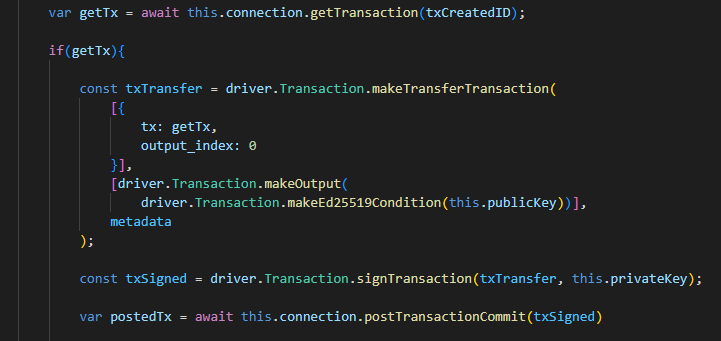 var getTx = await this.connection.getTransaction(txCreatedID);
if(getTx){
const txTransfer = driver.Transaction.makeTransferTransaction(
[{
tx: getTx,
output_index: 0
}],
[driver.Transaction.makeOutput(
driver.Transaction.makeEd25519Condition(this.publicKey))],
metadata
);
const txSigned = driver.Transaction.signTransaction(txTransfer, this.privateKey);
var postedTx = await this.connection.postTransactionCommit(txSigned)